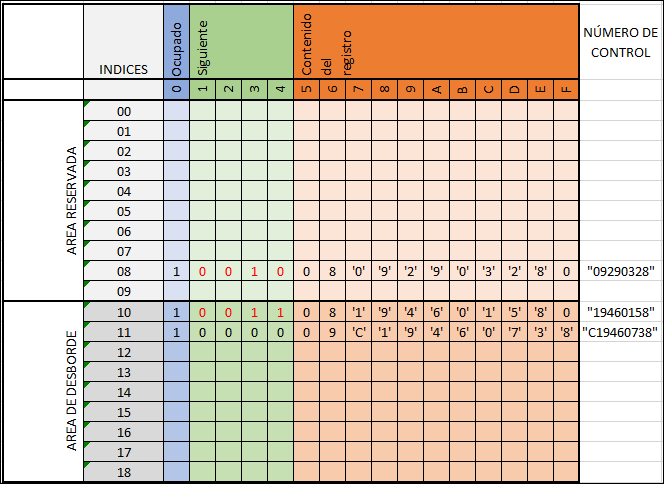 INDICES Ocupado Siguiente Contenido del registro NÚMERO DE CONTROL
0 1 2 3 4 5 6 7 8 9 A B C D E F
AREA RESERVADA
00
01
02
03
04
05
06
07
08 1 0 0 1 0 0 8 '0' '9' '2' '9' '0' '3' '2' '8' 0 "09290328"
09
AREA DE DESBORDE
10 1 0 0 1 1 0 8 '1' '9' '4' '6' '0' '1' '5' '8' 0 "19460158"
11 1 0 0 0 0 0 9 'C' '1' '9' '4' '6' '0' '7' '3' '8' "C19460738"
12
13
14
15
16
17
18